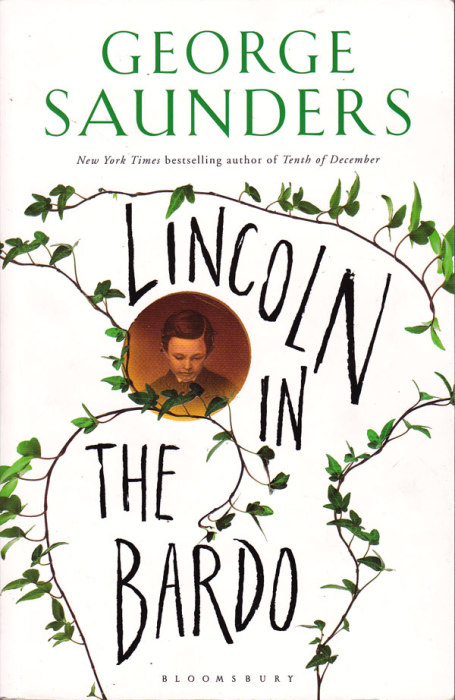 GEORGE
SAUNDERS
New York Times bestselling author of Tenth of December
LINCOLN
IN
THE
BARDO
BLOOMSBURY